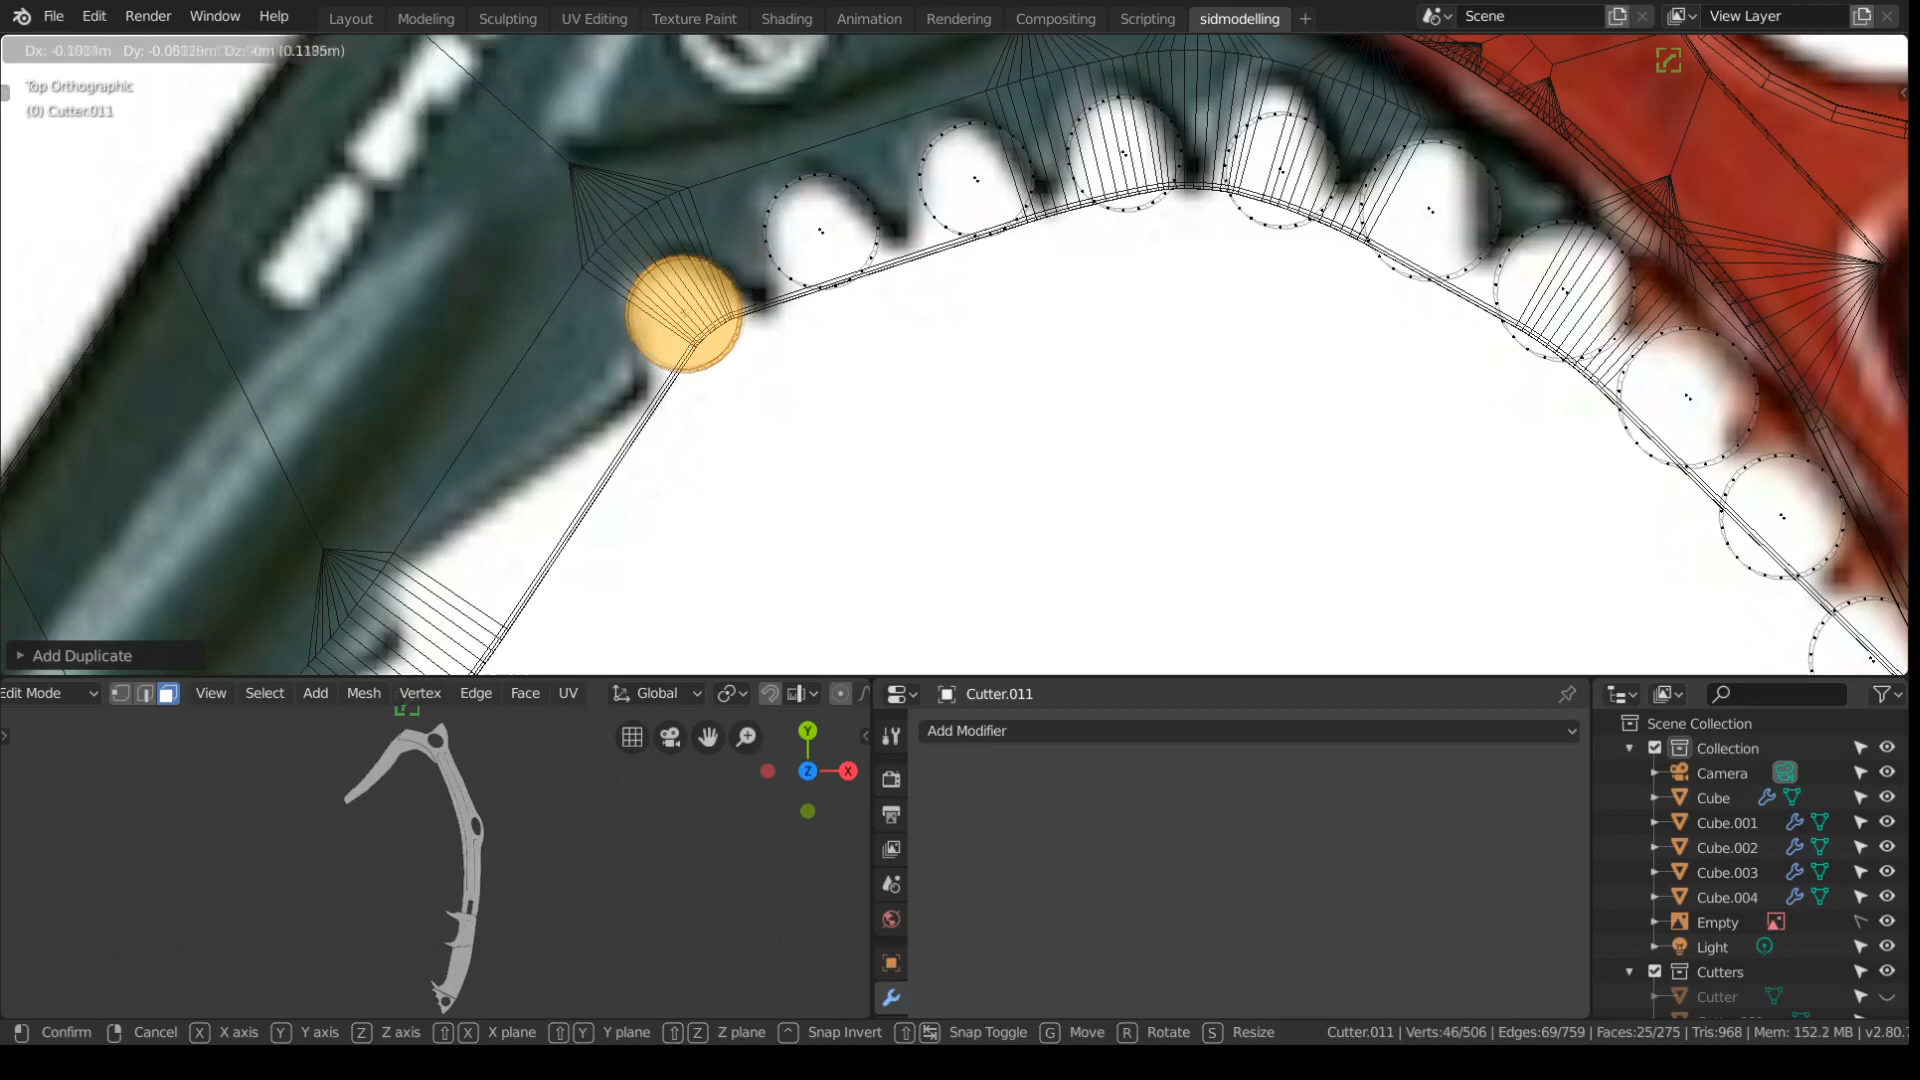 File Edit Render Window Help Layout Modeling Sculpting UV Editing Texture Paint Shading Animation Rendering Compositing Scripting sidmodelling + Scene View Layer
Top Orthographic
(0) Cutter.011
Add Duplicate
Edit Mode View Select Add Mesh Vertex Edge Face UV Global Cutter.011
Y
Z X
Add Modifier
Scene Collection
Collection
Camera
Cube
Cube.001
Cube.002
Cube.003
Cube.004
Empty
Light
Cutters
Cutter
Confirm Cancel X X axis Y Y axis Z Z axis X X plane Y Y plane Z Z plane ^ Snap Invert Snap Toggle G Move R Rotate S Resize Cutter.011 | Verts:46/506 | Edges:69/759 | Faces:25/275 | Tris:968 | Mem: 152.2 MB | v2.80.